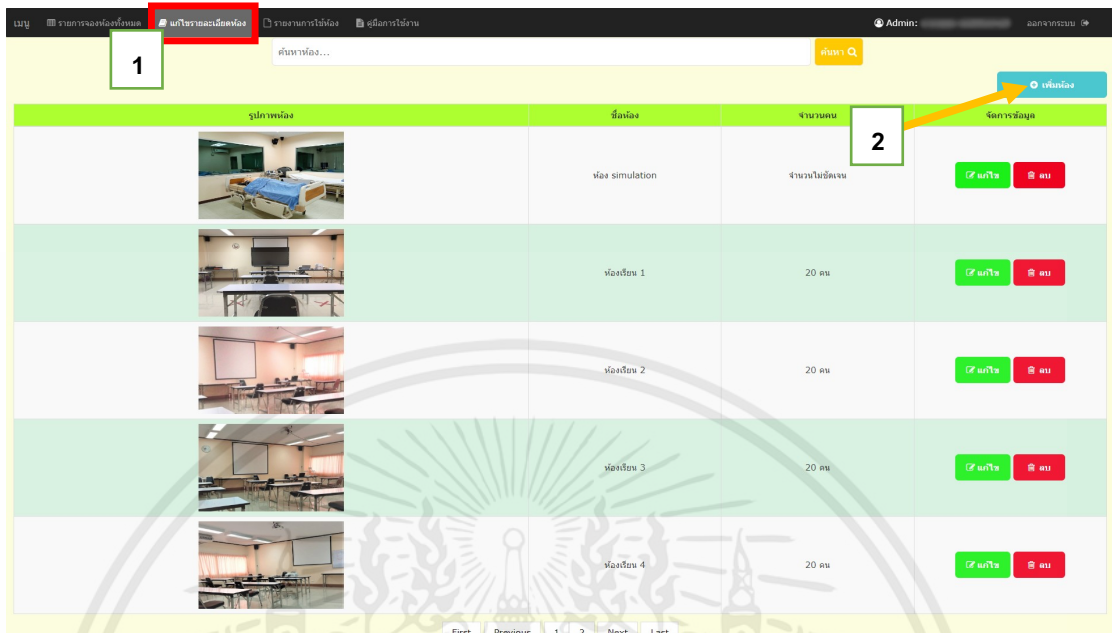 เมนู รายการจองห้องทั้งหมด แก้ไขรายละเอียดห้อง รายงานการใช้ห้อง คู่มือการใช้งาน Admin: ออกจากระบบ
1
ค้นหาห้อง... ค้นหา
เพิ่มห้อง
2
รูปภาพห้อง ชื่อห้อง จำนวนคน จัดการข้อมูล
ห้อง simulation จำนวนไม่ชัดเจน แก้ไข ลบ
ห้องเรียน 1 20 คน แก้ไข ลบ
ห้องเรียน 2 20 คน แก้ไข ลบ
ห้องเรียน 3 20 คน แก้ไข ลบ
ห้องเรียน 4 20 คน แก้ไข ลบ
First Previous 1 2 Next Last